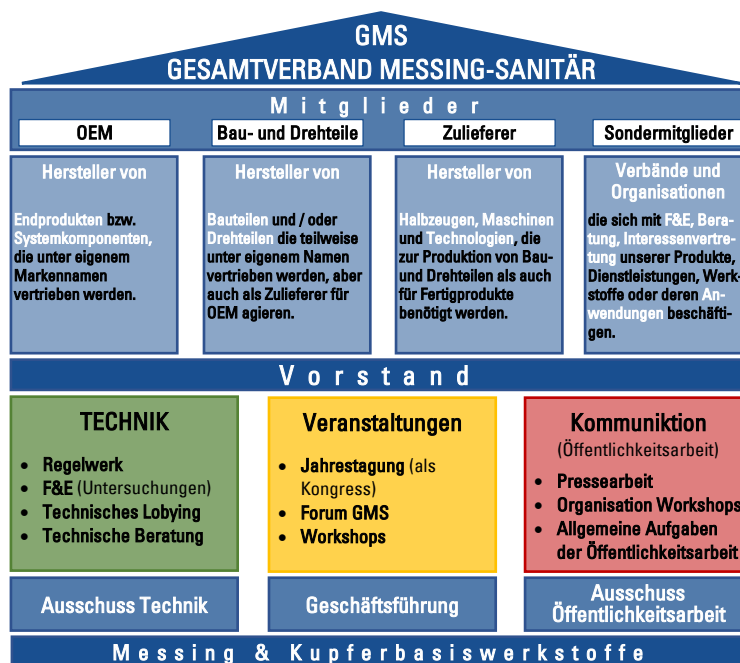 GMS
GESAMTVERBAND MESSING-SANITÄR
Mitglieder
OEM
Hersteller von
Endprodukten bzw.
Systemkomponenten,
die unter eigenem
Markennamen
vertrieben werden.
Bau- und Drehteile
Hersteller von
Bauteilen und / oder
Drehteilen die teilweise
unter eigenem Namen
vertrieben werden, aber
auch als Zulieferer für
OEM agieren.
Zulieferer
Hersteller von
Halbzeugen, Maschinen
und Technologien, die
zur Produktion von Bau-
und Drehteilen als auch
für Fertigprodukte
benötigt werden.
Sondermitglieder
Verbände und
Organisationen
die sich mit F&E, Bera-
tung, Interessenvertre-
tung unserer Produkte,
Dienstleistungen, Werk-
stoffe oder deren An-
wendungen beschäfti-
gen.
Vorstand
TECHNIK
• Regelwerk
• F&E (Untersuchungen)
• Technisches Lobying
• Technische Beratung
Ausschuss Technik
Veranstaltungen
• Jahrestagung (als
Kongress)
• Forum GMS
• Workshops
Geschäftsführung
Kommuniktion
(Öffentlichkeitsarbeit)
• Pressearbeit
• Organisation Workshops
• Allgemeine Aufgaben
der Öffentlichkeitsarbeit
Ausschuss
Öffentlichkeitsarbeit
Messing & Kupferbasiswerkstoffe